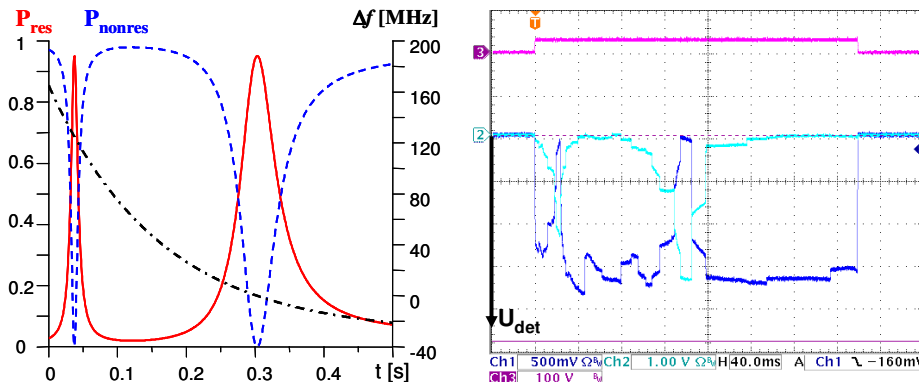 P_res P_nonres Δf [MHz]
1 200
0.8 160
120
0.6
80
0.4
40
0.2
0
0 -40
0 0.1 0.2 0.3 0.4
t [s]
T
3
2
U_det
Ch1 500mV Ω Ch2 1.00 V Ω H 40.0ms A Ch1 -160mV
Ch3 100 V